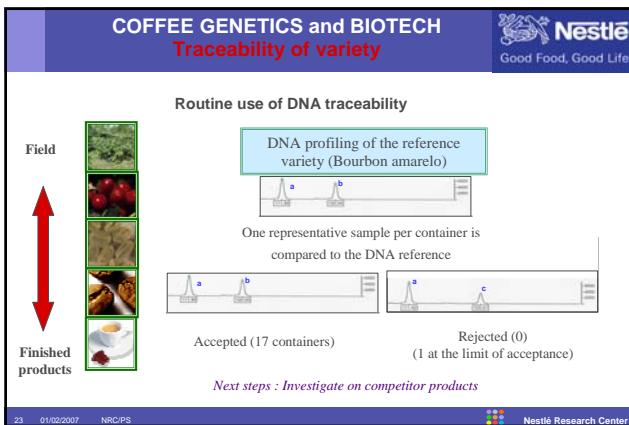 COFFEE GENETICS and BIOTECH
Traceability of variety
Nestlé
Good Food, Good Life
Routine use of DNA traceability
Field
DNA profiling of the reference
variety (Bourbon amarelo)
a b
One representative sample per container is
compared to the DNA reference
a b
a c
Accepted (17 containers)
Rejected (0)
(1 at the limit of acceptance)
Finished
products
Next steps : Investigate on competitor products
23 01/02/2007 NRC/PS
Nestlé Research Center